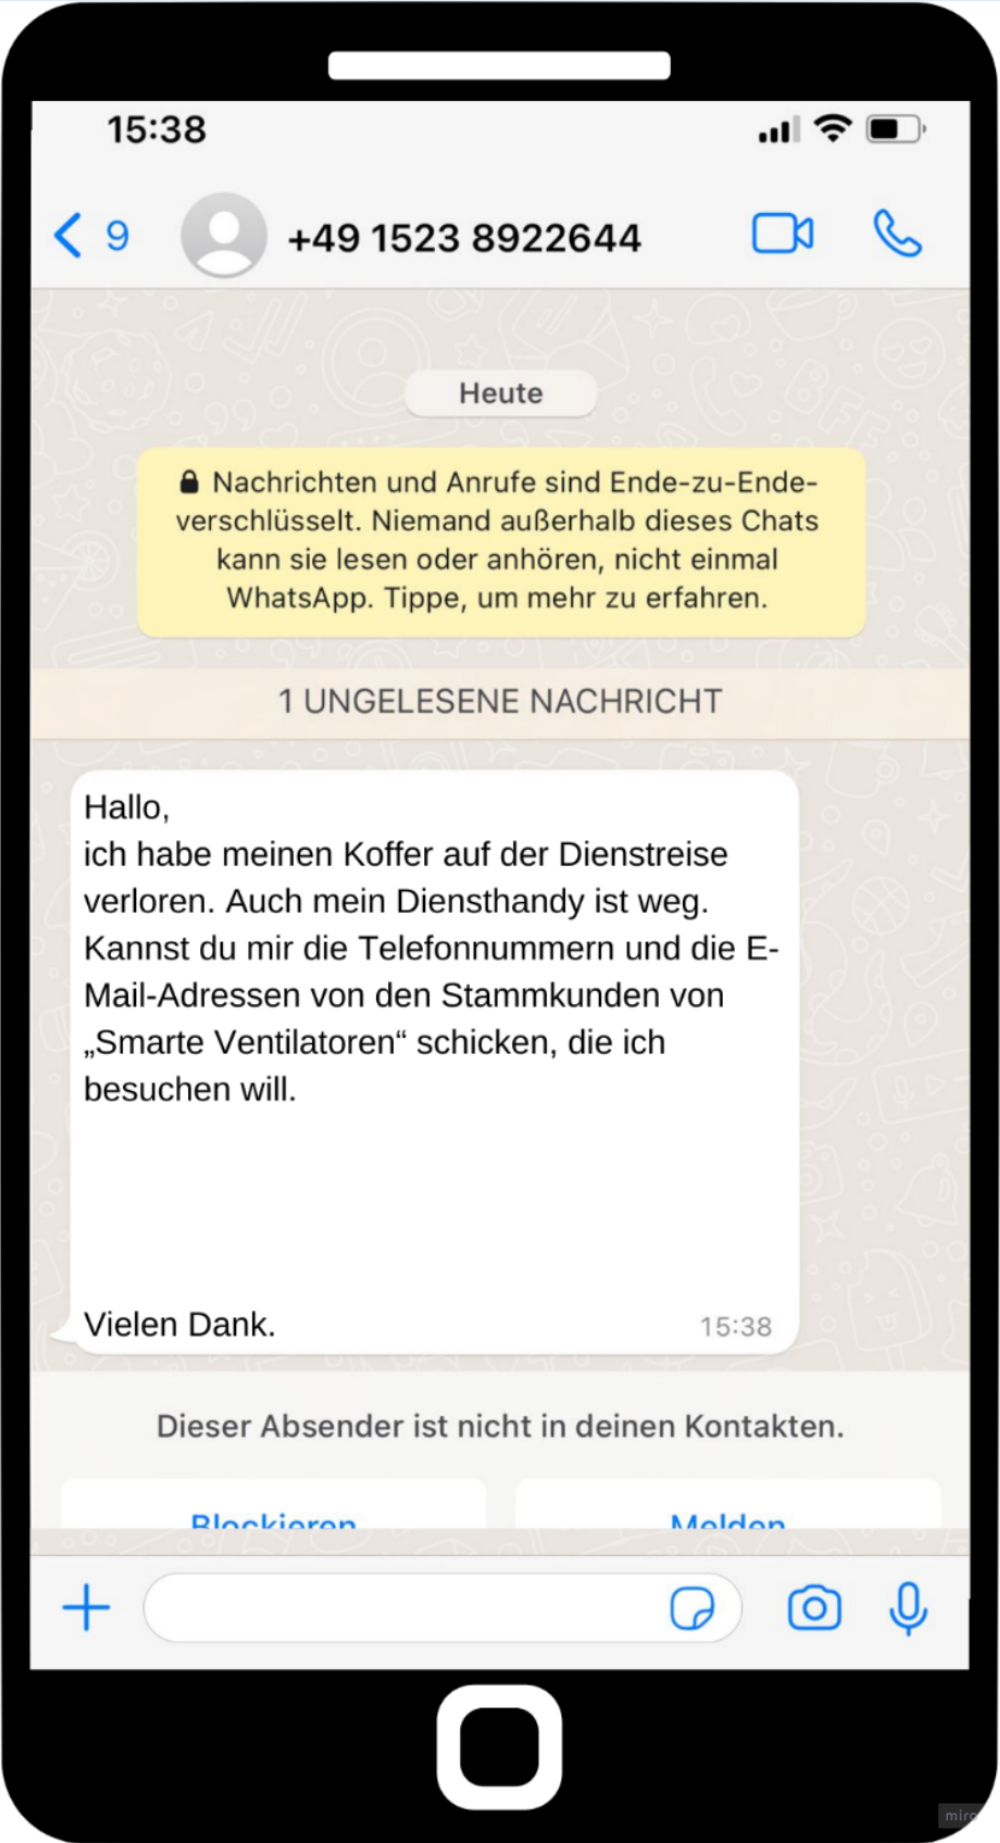 15:38
9
+49 1523 8922644
Heute
Nachrichten und Anrufe sind Ende-zu-Ende-
verschlüsselt. Niemand außerhalb dieses Chats
kann sie lesen oder anhören, nicht einmal
WhatsApp. Tippe, um mehr zu erfahren.
1 UNGELESENE NACHRICHT
Hallo,
ich habe meinen Koffer auf der Dienstreise
verloren. Auch mein Diensthandy ist weg.
Kannst du mir die Telefonnummern und die E-
Mail-Adressen von den Stammkunden von
„Smarte Ventilatoren“ schicken, die ich
besuchen will.
Vielen Dank.
15:38
Dieser Absender ist nicht in deinen Kontakten.
Blockieren Melden
miro